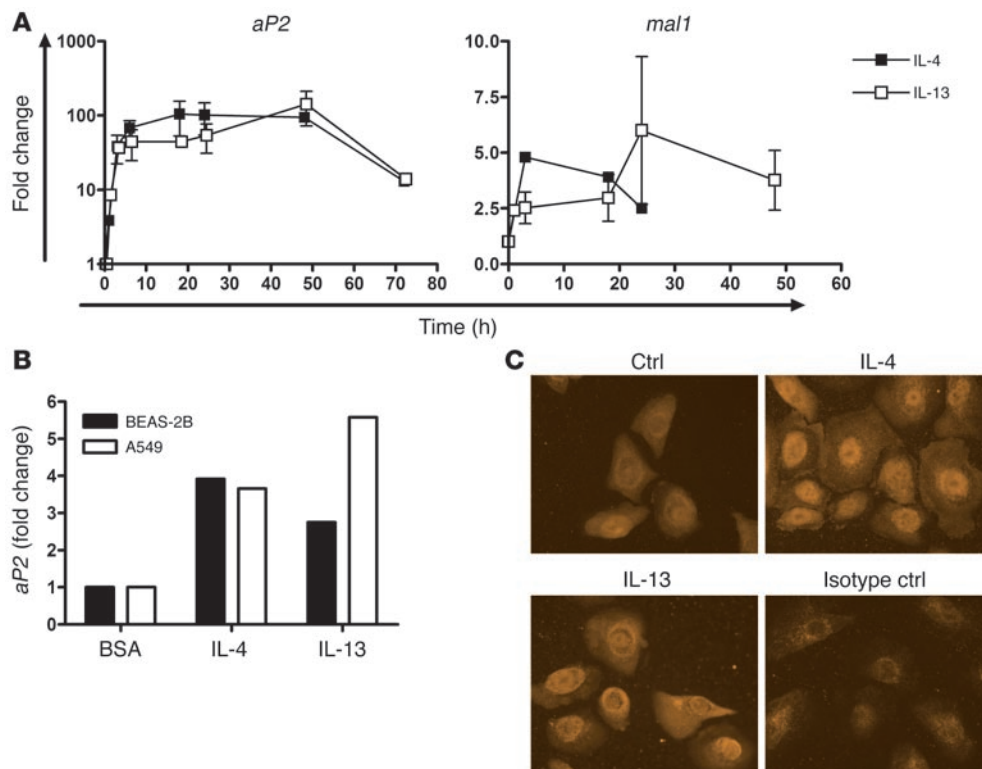 A
aP2
mal1
Fold change
1000
100
10
1
0 10 20 30 40 50 60 70 80
10.0
7.5
5.0
2.5
0.0
0 10 20 30 40 50 60
IL-4
IL-13
Time (h)
B
aP2 (fold change)
6
5
4
3
2
1
0
BEAS-2B
A549
BSA IL-4 IL-13
C
Ctrl IL-4
IL-13 Isotype ctrl